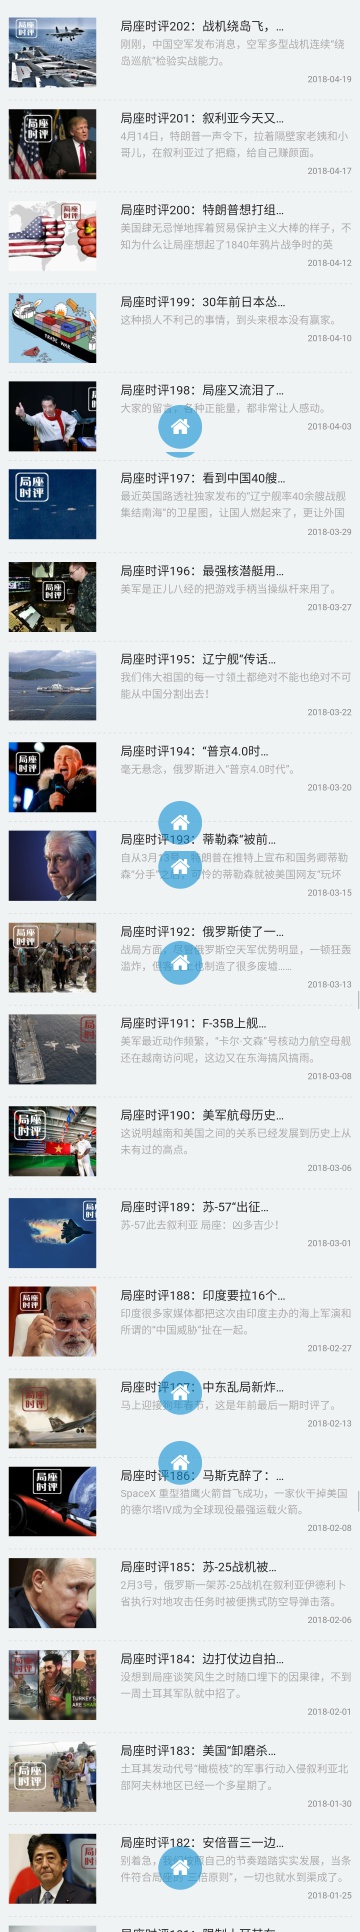 局座时评202：战机绕岛飞，…
刚刚，中国空军发布消息，空军多型战机连续“绕
岛巡航”检验实战能力。
2018-04-19
局座时评201：叙利亚今天又…
4月14日，特朗普一声令下，拉着隔壁家老姨和小
哥儿，在叙利亚过了把瘾，给自己赚颜面。
2018-04-17
局座时评200：特朗普想打组…
美国肆无忌惮地挥着贸易保护主义大棒的样子，不
知为什么让局座想起了1840年鸦片战争时的英
2018-04-12
局座时评199：30年前日本怂…
这种损人不利己的事情，到头来根本没有赢家。
2018-04-10
TRADE WAR
局座时评198：局座又流泪了…
大家的留言，各种正能量，都非常让人感动。
2018-04-03
局座时评197：看到中国40艘…
最近英国路透社独家发布的“辽宁舰率40余艘战舰
集结南海”的卫星图，让国人燃起来了，更让外国
2018-03-29
局座时评196：最强核潜艇用…
美军是正儿八经的把游戏手柄当操纵杆来用了。
2018-03-27
局座时评195：辽宁舰“传话…
我们伟大祖国的每一寸领土都绝对不能也绝对不可
能从中国分割出去！
2018-03-22
局座时评194：“普京4.0时…
毫无悬念，俄罗斯进入“普京4.0时代”。
2018-03-20
局座时评193：蒂勒森“被前…
自从3月13号，特朗普在推特上宣布和国务卿蒂勒
森“分手”之后，可怜的蒂勒森就被美国网友“玩坏
2018-03-15
局座时评192：俄罗斯使了一…
战局方面，尽管俄罗斯空天军优势明显，一顿狂轰
滥炸，但客观上也制造了很多废墟……
2018-03-13
局座时评191：F-35B上舰…
美军最近动作频繁，“卡尔·文森”号核动力航空母舰
还在越南访问呢，这边又在东海搞风搞雨。
2018-03-08
局座时评190：美军航母历史…
这说明越南和美国之间的关系已经发展到历史上从
未有过的高点。
2018-03-06
局座时评189：苏-57“出征…
苏-57此去叙利亚 局座：凶多吉少！
2018-03-01
局座时评188：印度要拉16个…
印度很多家媒体都把这次由印度主办的海上军演和
所谓的“中国威胁”扯在一起。
2018-02-27
局座时评187：中东乱局新炸…
马上迎接狗年春节，这是年前最后一期时评了。
2018-02-13
局座时评186：马斯克醉了：…
SpaceX 重型猎鹰火箭首飞成功，一家伙干掉美国
的德尔塔IV成为全球现役最强运载火箭。
2018-02-08
局座时评185：苏-25战机被…
2月3号，俄罗斯一架苏-25战机在叙利亚伊德利卜
省执行对地攻击任务时被便携式防空导弹击落。
2018-02-06
局座时评184：边打仗边自拍…
没想到局座谈笑风生之时随口埋下的因果律，不到
一周土耳其军队就中招了。
2018-02-01
局座时评183：美国“卸磨杀…
土耳其发动代号“橄榄枝”的军事行动入侵叙利亚北
部阿夫林地区已经一个多星期了。
2018-01-30
局座时评182：安倍晋三一边…
别着急，我们按照自己的节奏踏踏实实发展，当条
件符合局座的“三倍原则”，一切也就水到渠成了。
2018-01-25